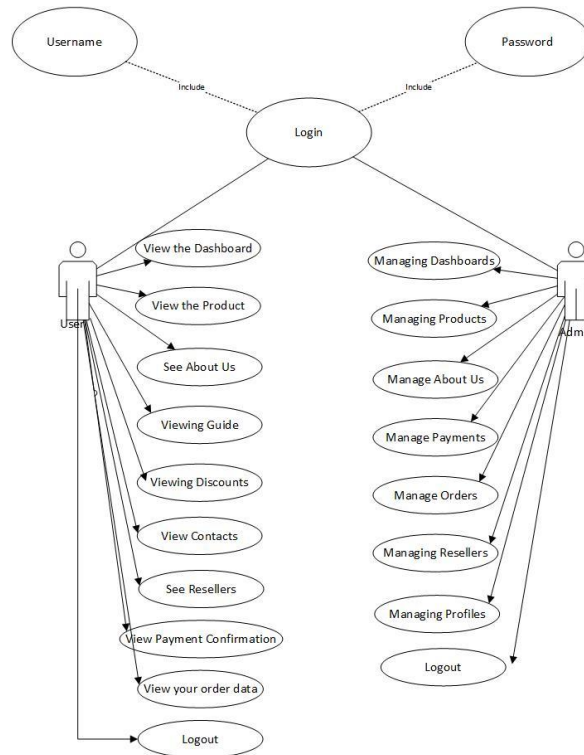 Username
Password
Include
Include
Login
View the Dashboard
Managing Dashboards
View the Product
Managing Products
User
Adm
See About Us
Manage About Us
Viewing Guide
Manage Payments
Viewing Discounts
Manage Orders
View Contacts
Managing Resellers
See Resellers
Managing Profiles
View Payment Confirmation
Logout
View your order data
Logout